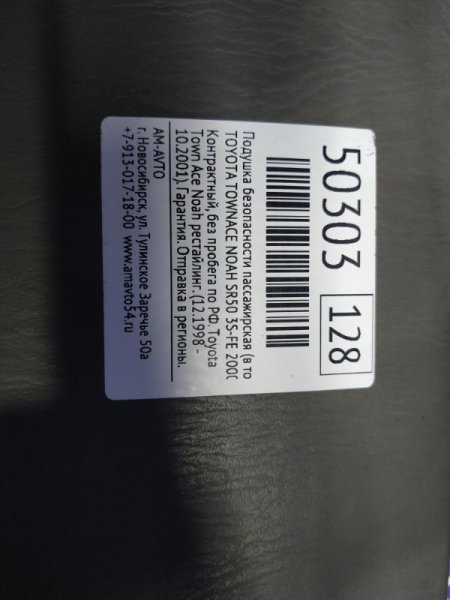 50303 128
Подушка безопасности пассажирская (в то
TOYOTA TOWNACE NOAH SR50 3S-FE 200
Контрактный, без пробега по РФ. Toyota
Town Ace Noah рестайлинг. (12.1998 -
10.2001). Гарантия. Отправка в регионы.
AM-AVTO
г. Новосибирск, ул. Тулинское Заречье 50а
+7-913-017-18-00 www.amavto54.ru